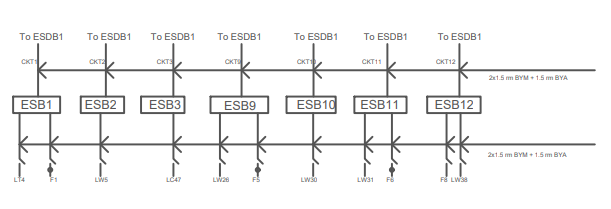 To ESDB1 To ESDB1 To ESDB1 To ESDB1 To ESDB1 To ESDB1 To ESDB1
CKT1 CKT2 CKT3 CKT9 CKT10 CKT11 CKT12
2x1.5 rm BYM + 1.5 rm BYA
ESB1 ESB2 ESB3 ESB9 ESB10 ESB11 ESB12
2x1.5 rm BYM + 1.5 rm BYA
LT4 F1 LW5 LC47 LW26 F5 LW30 LW31 F6 F8 LW38